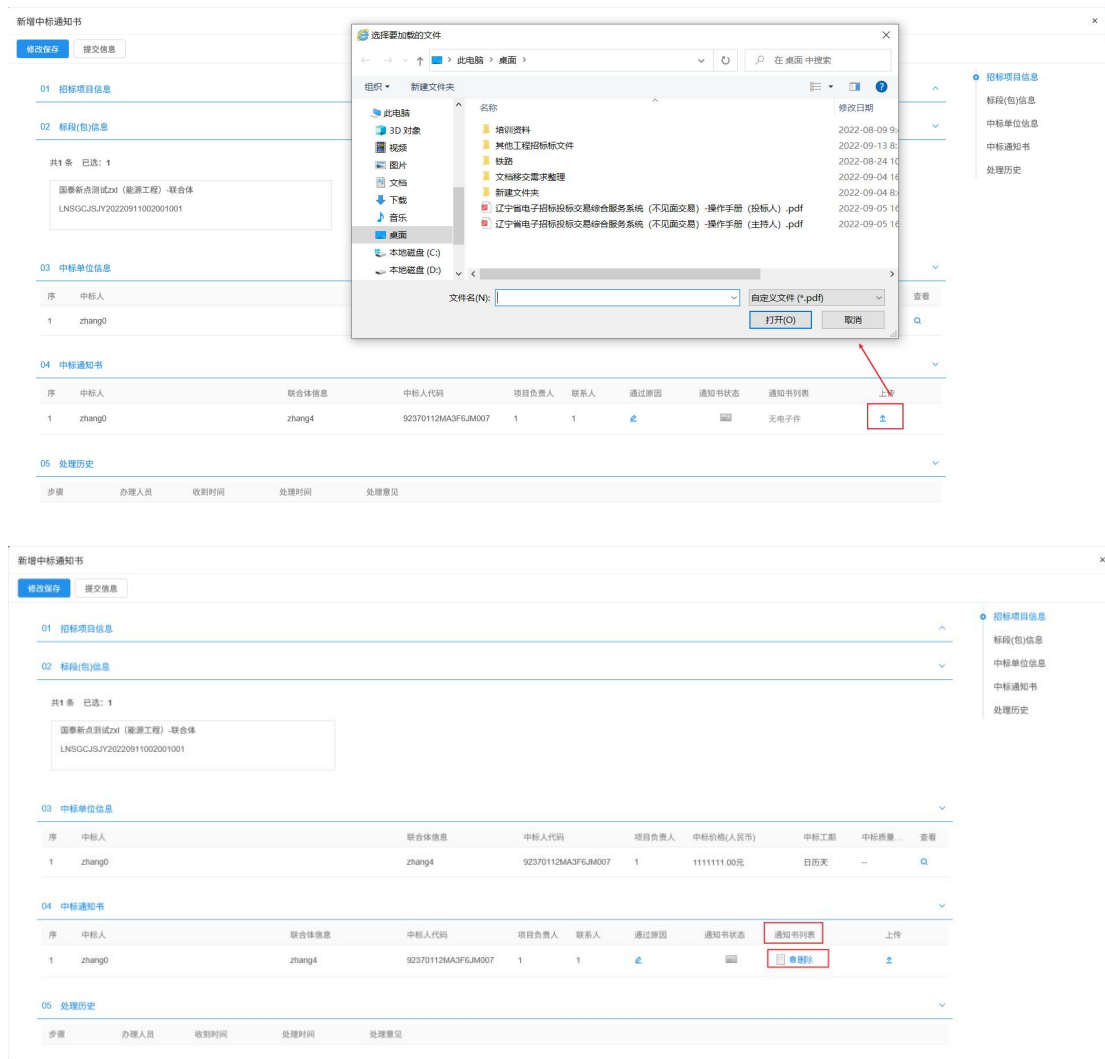 新增中标通知书
×
修改保存 提交信息
01 招标项目信息
02 标段(包)信息
共1 条 已选：1
国泰新点测试zxl（能源工程）-联合体
LNSGCJSJY20220911002001001
03 中标单位信息
序 中标人 查看
1 zhang0
04 中标通知书
序 中标人 联合体信息 中标人代码 项目负责人 联系人 通过原因 通知书状态 通知书列表 上传
1 zhang0 zhang4 92370112MA3F6JM007 1 1 无电子件
05 处理历史
步骤 办理人员 收到时间 处理时间 处理意见
招标项目信息
标段(包)信息
中标单位信息
中标通知书
处理历史
选择要加载的文件
此电脑 › 桌面 ›
在 桌面 中搜索
组织 新建文件夹
此电脑
3D 对象
视频
图片
文档
下载
音乐
桌面
本地磁盘 (C:)
本地磁盘 (D:)
名称 修改日期
培训资料 2022-08-09 9:
其他工程招标标文件 2022-09-13 8:
铁路 2022-08-24 10
文档移交需求整理 2022-09-04 16
新建文件夹 2022-09-04 8:
辽宁省电子招标投标交易综合服务系统（不见面交易）-操作手册（投标人）.pdf 2022-09-05 16
辽宁省电子招标投标交易综合服务系统（不见面交易）-操作手册（主持人）.pdf 2022-09-05 16
文件名(N): 自定义文件 (*.pdf)
打开(O) 取消
新增中标通知书
×
修改保存 提交信息
01 招标项目信息
02 标段(包)信息
共1 条 已选：1
国泰新点测试zxl（能源工程）-联合体
LNSGCJSJY20220911002001001
03 中标单位信息
序 中标人 联合体信息 中标人代码 项目负责人 中标价格(人民币) 中标工期 中标质量... 查看
1 zhang0 zhang4 92370112MA3F6JM007 1 1111111.00元 日历天 --
04 中标通知书
序 中标人 联合体信息 中标人代码 项目负责人 联系人 通过原因 通知书状态 通知书列表 上传
1 zhang0 zhang4 92370112MA3F6JM007 1 1 删除
05 处理历史
步骤 办理人员 收到时间 处理时间 处理意见
招标项目信息
标段(包)信息
中标单位信息
中标通知书
处理历史